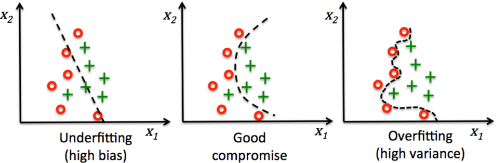 x2
x1
Underfitting
(high bias)
x2
x1
Good
compromise
x2
x1
Overfitting
(high variance)